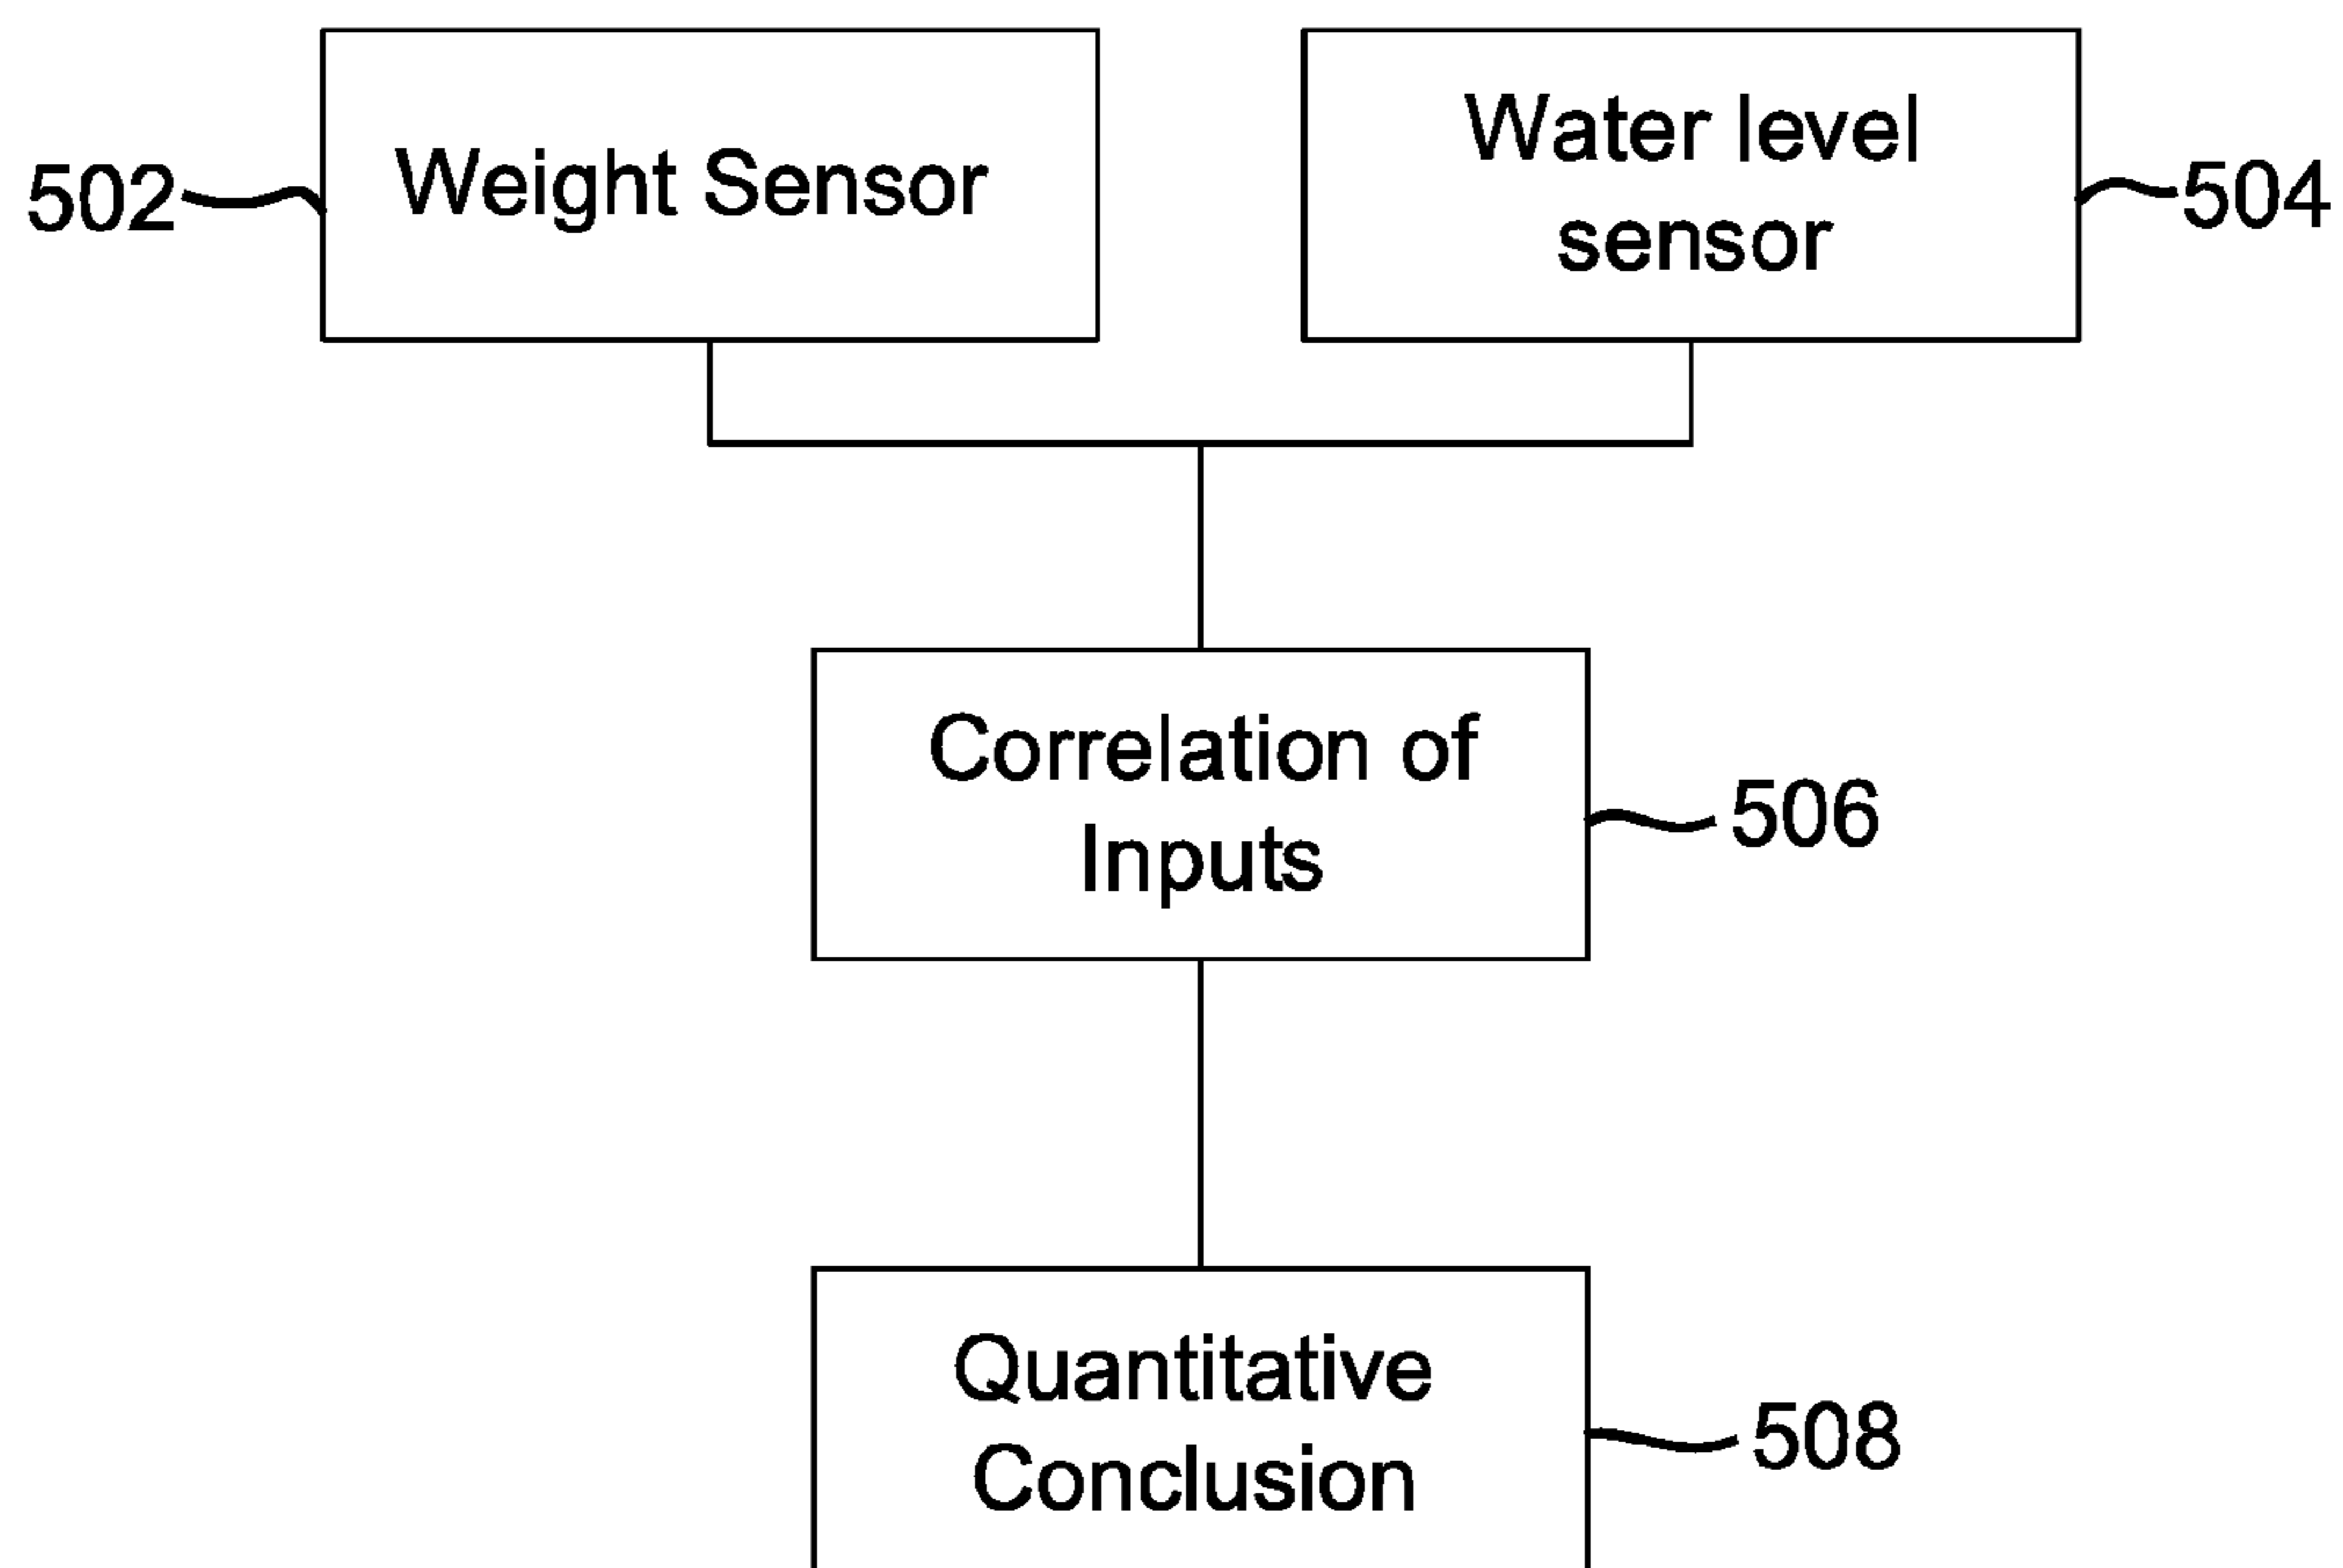 502
Weight Sensor
Water level
sensor
504
Correlation of
Inputs
506
Quantitative
Conclusion
508